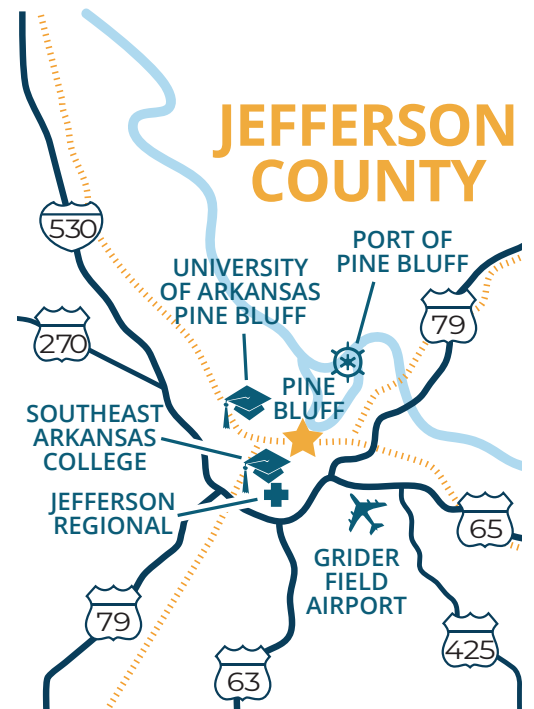 JEFFERSON
COUNTY
530
PORT OF
PINE BLUFF
UNIVERSITY
OF ARKANSAS
PINE BLUFF
79
270
PINE
BLUFF
SOUTHEAST
ARKANSAS
COLLEGE
JEFFERSON
REGIONAL
65
GRIDER
FIELD
AIRPORT
79
425
63